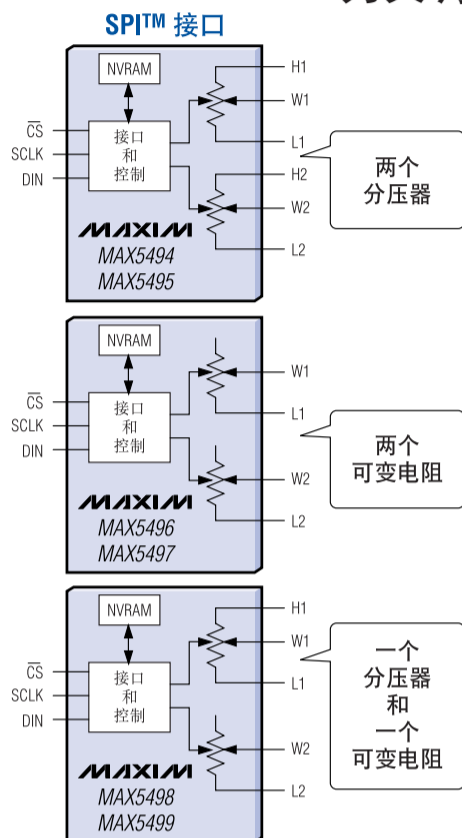 SPI™ 接口
NVRAM
H1
W1
C̅S̅
SCLK
DIN
接口
和
控制
L1
H2
W2
L2
MAXIM
MAX5494
MAX5495
两个
分压器
NVRAM
W1
C̅S̅
SCLK
DIN
接口
和
控制
L1
W2
L2
MAXIM
MAX5496
MAX5497
两个
可变电阻
NVRAM
H1
W1
C̅S̅
SCLK
DIN
接口
和
控制
L1
W2
L2
MAXIM
MAX5498
MAX5499
一个
分压器
和
一个
可变电阻